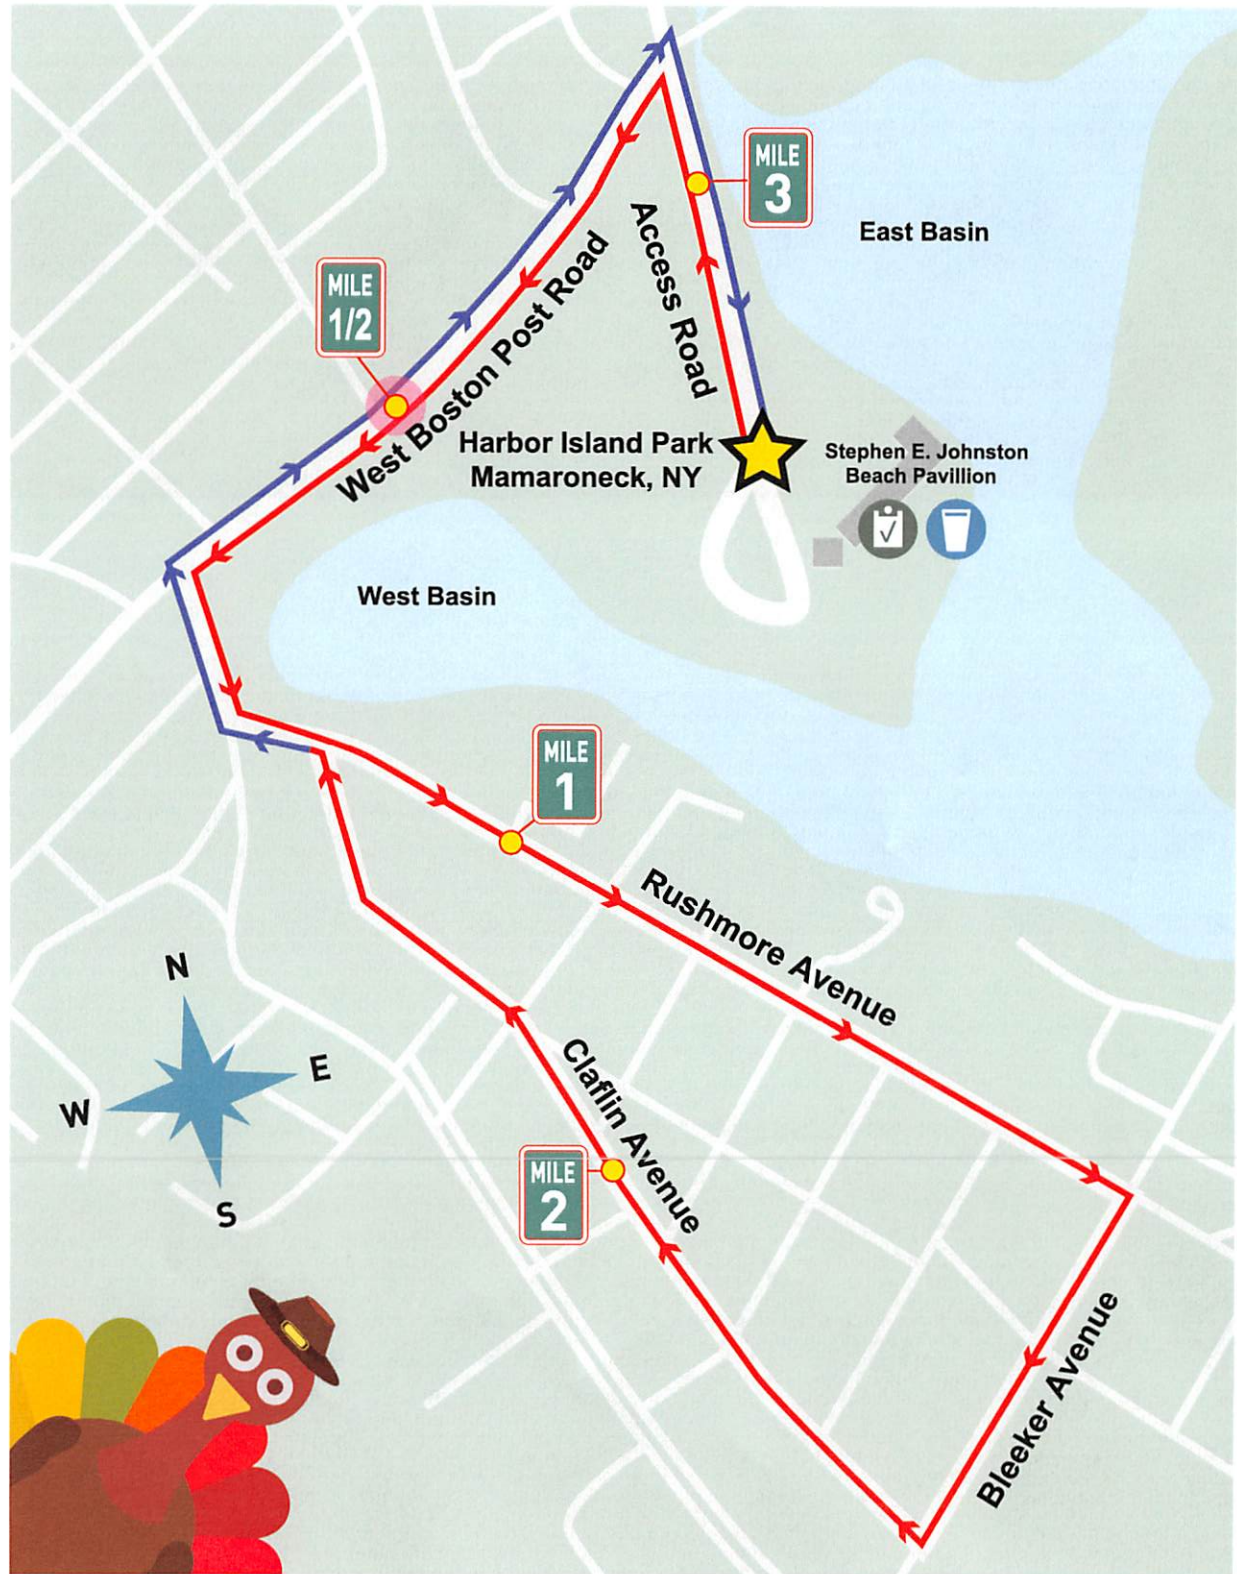 MILE
3
East Basin
Access Road
MILE
1/2
West Boston Post Road
Harbor Island Park
Mamaroneck, NY
Stephen E. Johnston
Beach Pavillion
West Basin
MILE
1
Rushmore Avenue
N
E
W
S
Claflin Avenue
MILE
2
Bleeker Avenue